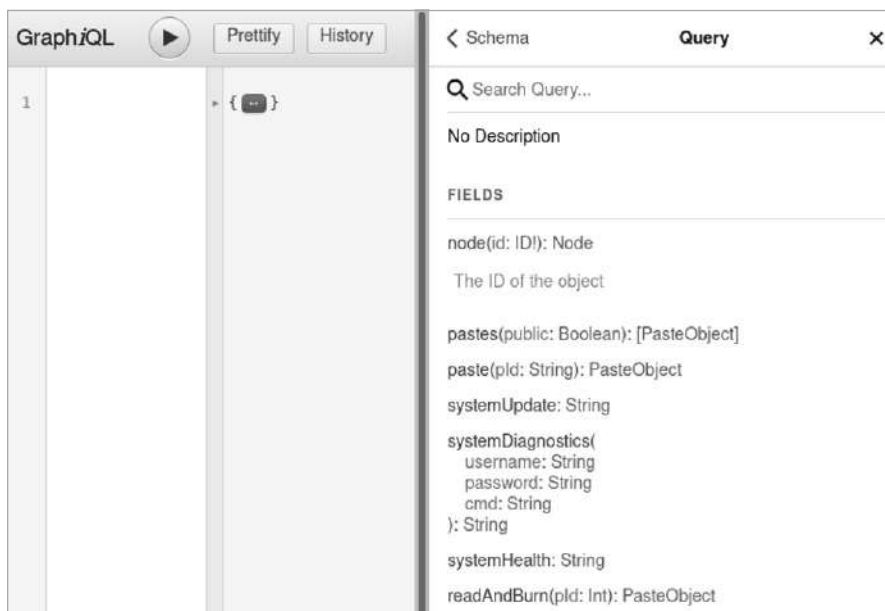 GraphiQL
Prettify
History
1
{↔}
Schema
Query
Search Query...
No Description
FIELDS
node(id: ID!): Node
The ID of the object
pastes(public: Boolean): [PasteObject]
paste(pId: String): PasteObject
systemUpdate: String
systemDiagnostics(
username: String
password: String
cmd: String
): String
systemHealth: String
readAndBurn(pId: Int): PasteObject